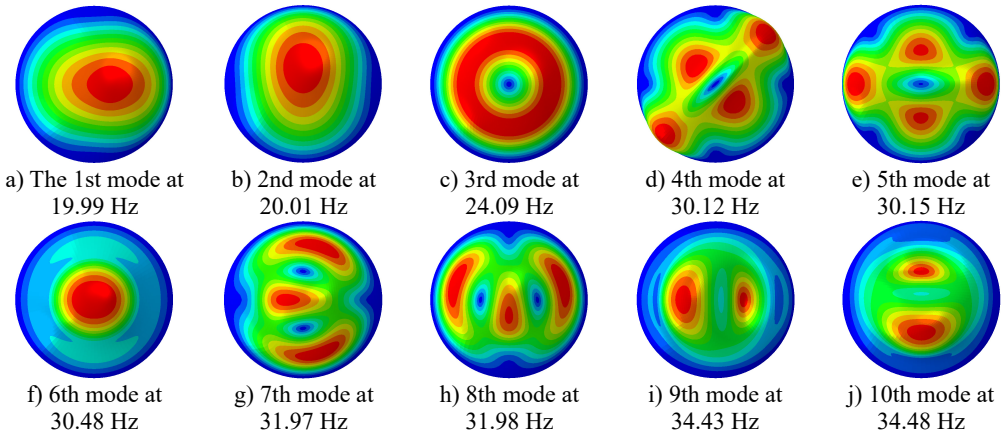 a) The 1st mode at
19.99 Hz
b) 2nd mode at
20.01 Hz
c) 3rd mode at
24.09 Hz
d) 4th mode at
30.12 Hz
e) 5th mode at
30.15 Hz
f) 6th mode at
30.48 Hz
g) 7th mode at
31.97 Hz
h) 8th mode at
31.98 Hz
i) 9th mode at
34.43 Hz
j) 10th mode at
34.48 Hz